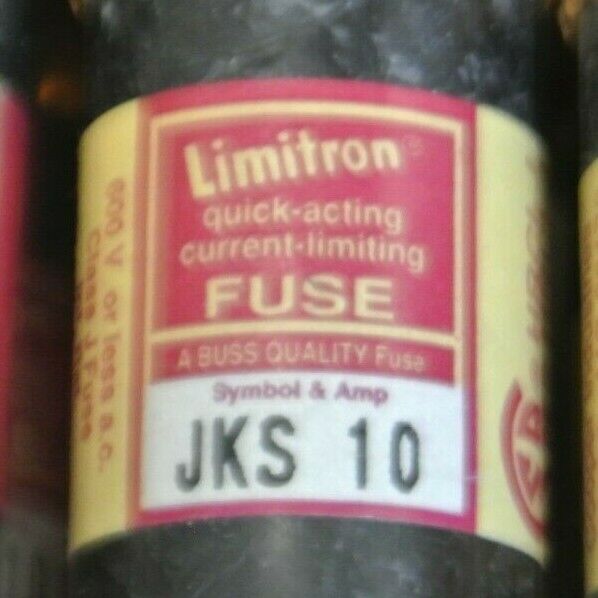 Limitron®
quick-acting
current-limiting
FUSE
A BUSS QUALITY Fuse
Symbol & Amp
JKS 10
600 V or less a.c.
Class J Fuse